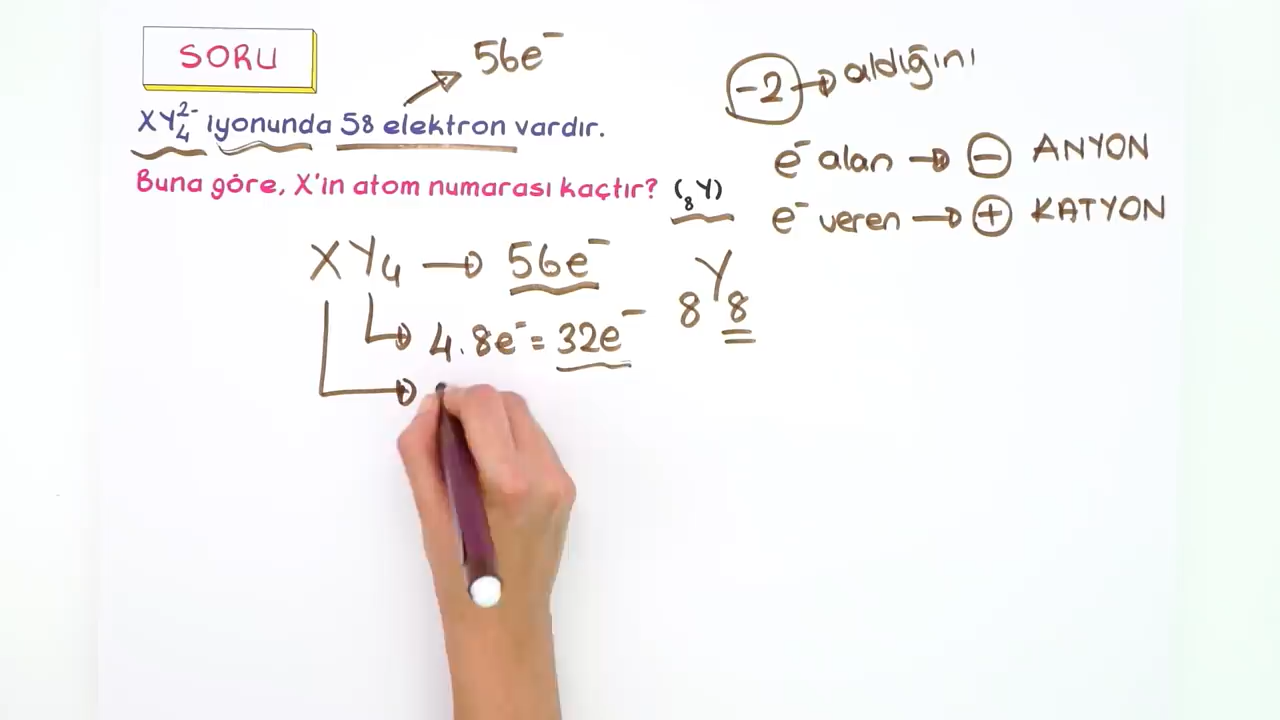 SORU
56e⁻
XY₄²⁻ iyonunda 58 elektron vardır.
Buna göre, X'in atom numarası kaçtır? (₈Y)
-2 → aldığını
e⁻ alan → ⊖ ANYON
e⁻ veren → ⊕ KATYON
XY₄ → 56e⁻
₈Y₈
4.8e⁻ = 32e⁻